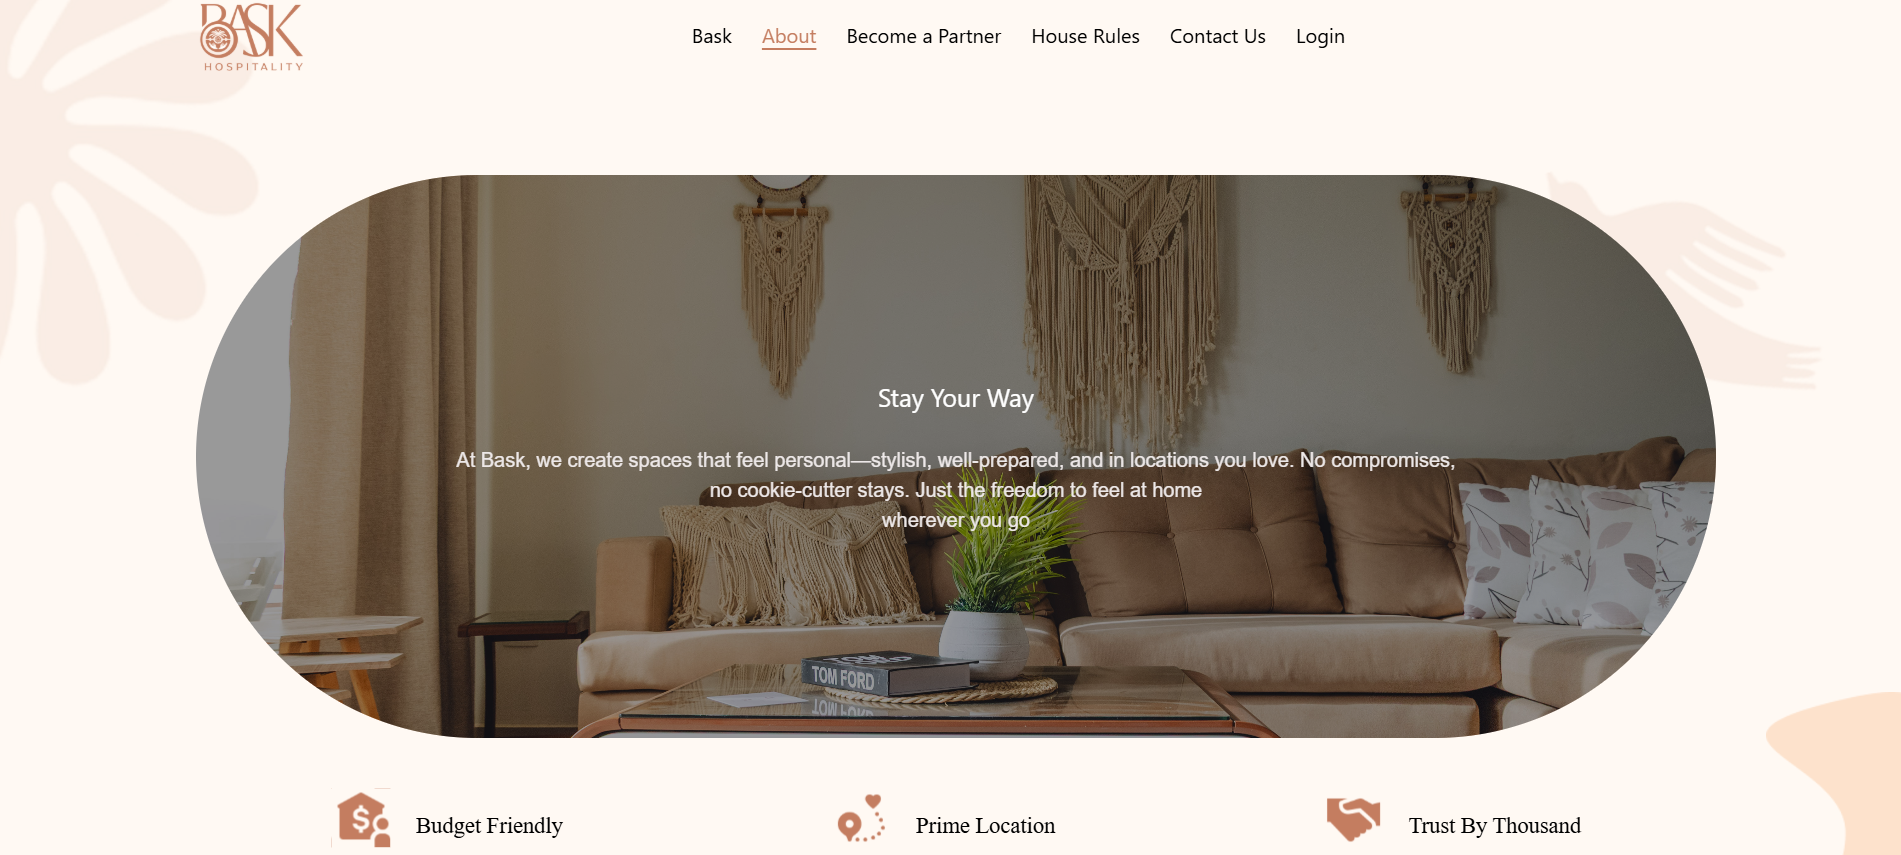 BASK
HOSPITALITY
Bask About Become a Partner House Rules Contact Us Login
Stay Your Way
At Bask, we create spaces that feel personal—stylish, well-prepared, and in locations you love. No compromises,
no cookie-cutter stays. Just the freedom to feel at home
wherever you go
TOM FORD
TOM FORD
Budget Friendly
Prime Location
Trust By Thousand